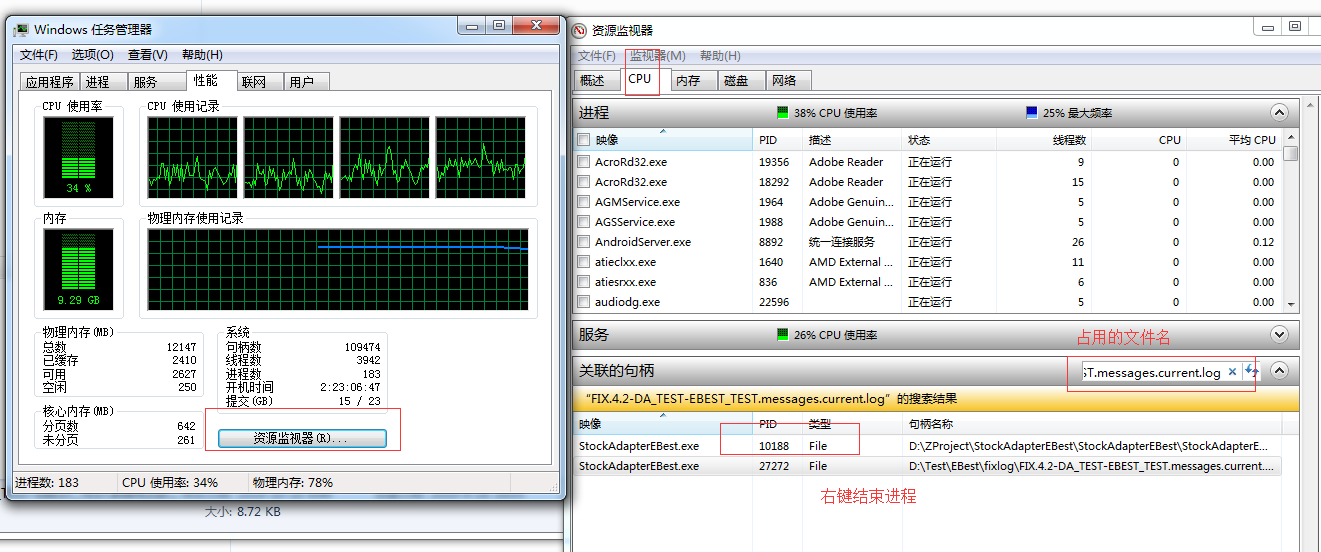 Windows 任务管理器
文件(F) 选项(O) 查看(V) 帮助(H)
应用程序 进程 服务 性能 联网 用户
CPU 使用率 CPU 使用记录
34 %
内存 物理内存使用记录
9.29 GB
物理内存(MB)
总数 12147
已缓存 2410
可用 2627
空闲 250
系统
句柄数 109474
线程数 3942
进程数 183
开机时间 2:23:06:47
提交(GB) 15 / 23
核心内存(MB)
分页数 642
未分页 261
资源监视器(R)...
进程数: 183 CPU 使用率: 34% 物理内存: 78%
大小: 8.72 KB
资源监视器
文件(F) 监视器(M) 帮助(H)
概述 CPU 内存 磁盘 网络
进程 38% CPU 使用率 25% 最大频率
映像 PID 描述 状态 线程数 CPU 平均 CPU
AcroRd32.exe 19356 Adobe Reader 正在运行 9 0 0.00
AcroRd32.exe 18292 Adobe Reader 正在运行 15 0 0.00
AGMService.exe 1964 Adobe Genuin... 正在运行 5 0 0.00
AGSService.exe 1988 Adobe Genuin... 正在运行 5 0 0.00
AndroidServer.exe 8892 统一连接服务 正在运行 26 0 0.12
atieclxx.exe 1640 AMD External ... 正在运行 11 0 0.00
atiesrxx.exe 836 AMD External ... 正在运行 6 0 0.00
audiodg.exe 22596 正在运行 5 0 0.00
服务 26% CPU 使用率
占用的文件名
关联的句柄 ST.messages.current.log
“FIX.4.2-DA_TEST-EBEST_TEST.messages.current.log”的搜索结果
映像 PID 类型 句柄名称
StockAdapterEBest.exe 10188 File D:\ZProject\StockAdapterEBest\StockAdapterEBest\StockAdapterE...
StockAdapterEBest.exe 27272 File D:\Test\EBest\fixlog\FIX.4.2-DA_TEST-EBEST_TEST.messages.current....
右键结束进程